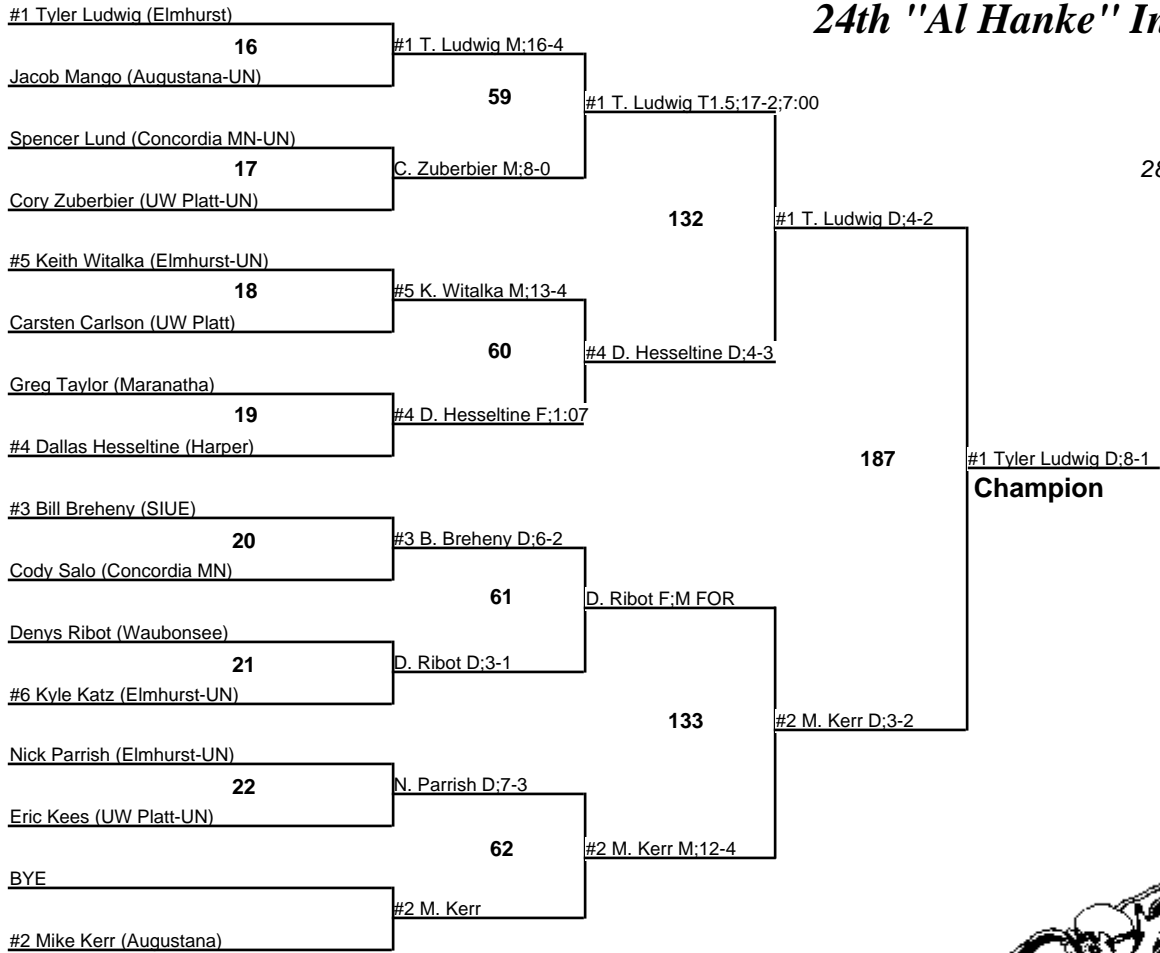 24th "Al Hanke" In
28
#1 Tyler Ludwig (Elmhurst)
16
Jacob Mango (Augustana-UN)
#1 T. Ludwig M;16-4
59
#1 T. Ludwig T1.5;17-2;7:00
Spencer Lund (Concordia MN-UN)
17
Cory Zuberbier (UW Platt-UN)
C. Zuberbier M;8-0
132
#1 T. Ludwig D;4-2
#5 Keith Witalka (Elmhurst-UN)
18
Carsten Carlson (UW Platt)
#5 K. Witalka M;13-4
60
#4 D. Hesseltine D;4-3
Greg Taylor (Maranatha)
19
#4 Dallas Hesseltine (Harper)
#4 D. Hesseltine F;1:07
187
#1 Tyler Ludwig D;8-1
Champion
#3 Bill Breheny (SIUE)
20
Cody Salo (Concordia MN)
#3 B. Breheny D;6-2
61
D. Ribot F;M FOR
Denys Ribot (Waubonsee)
21
#6 Kyle Katz (Elmhurst-UN)
D. Ribot D;3-1
133
#2 M. Kerr D;3-2
Nick Parrish (Elmhurst-UN)
22
Eric Kees (UW Platt-UN)
N. Parrish D;7-3
62
#2 M. Kerr M;12-4
BYE
#2 Mike Kerr (Augustana)
#2 M. Kerr